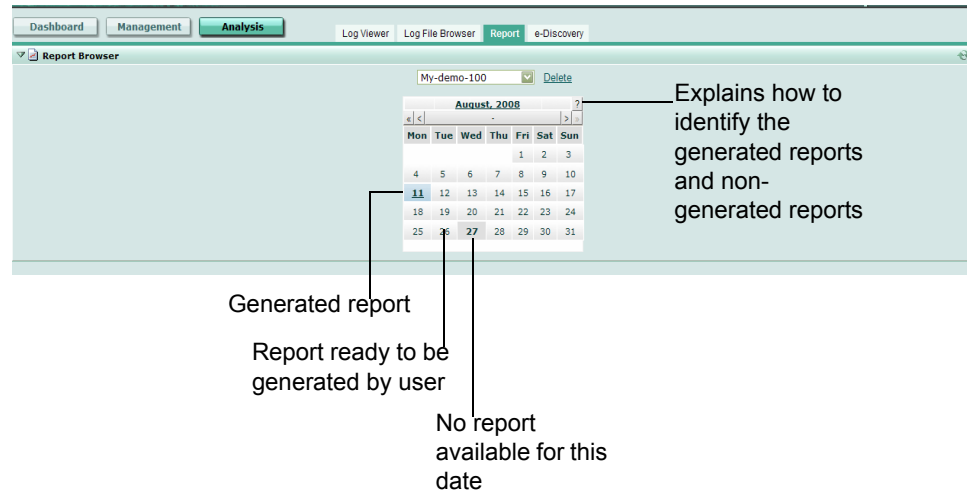 Dashboard Management Analysis Log Viewer Log File Browser Report e-Discovery
Report Browser
My-demo-100 Delete
August, 2008 ?
« < - > »
Mon Tue Wed Thu Fri Sat Sun
1 2 3
4 5 6 7 8 9 10
11 12 13 14 15 16 17
18 19 20 21 22 23 24
25 26 27 28 29 30 31
Explains how to
identify the
generated reports
and non-
generated reports
Generated report
Report ready to be
generated by user
No report
available for this
date